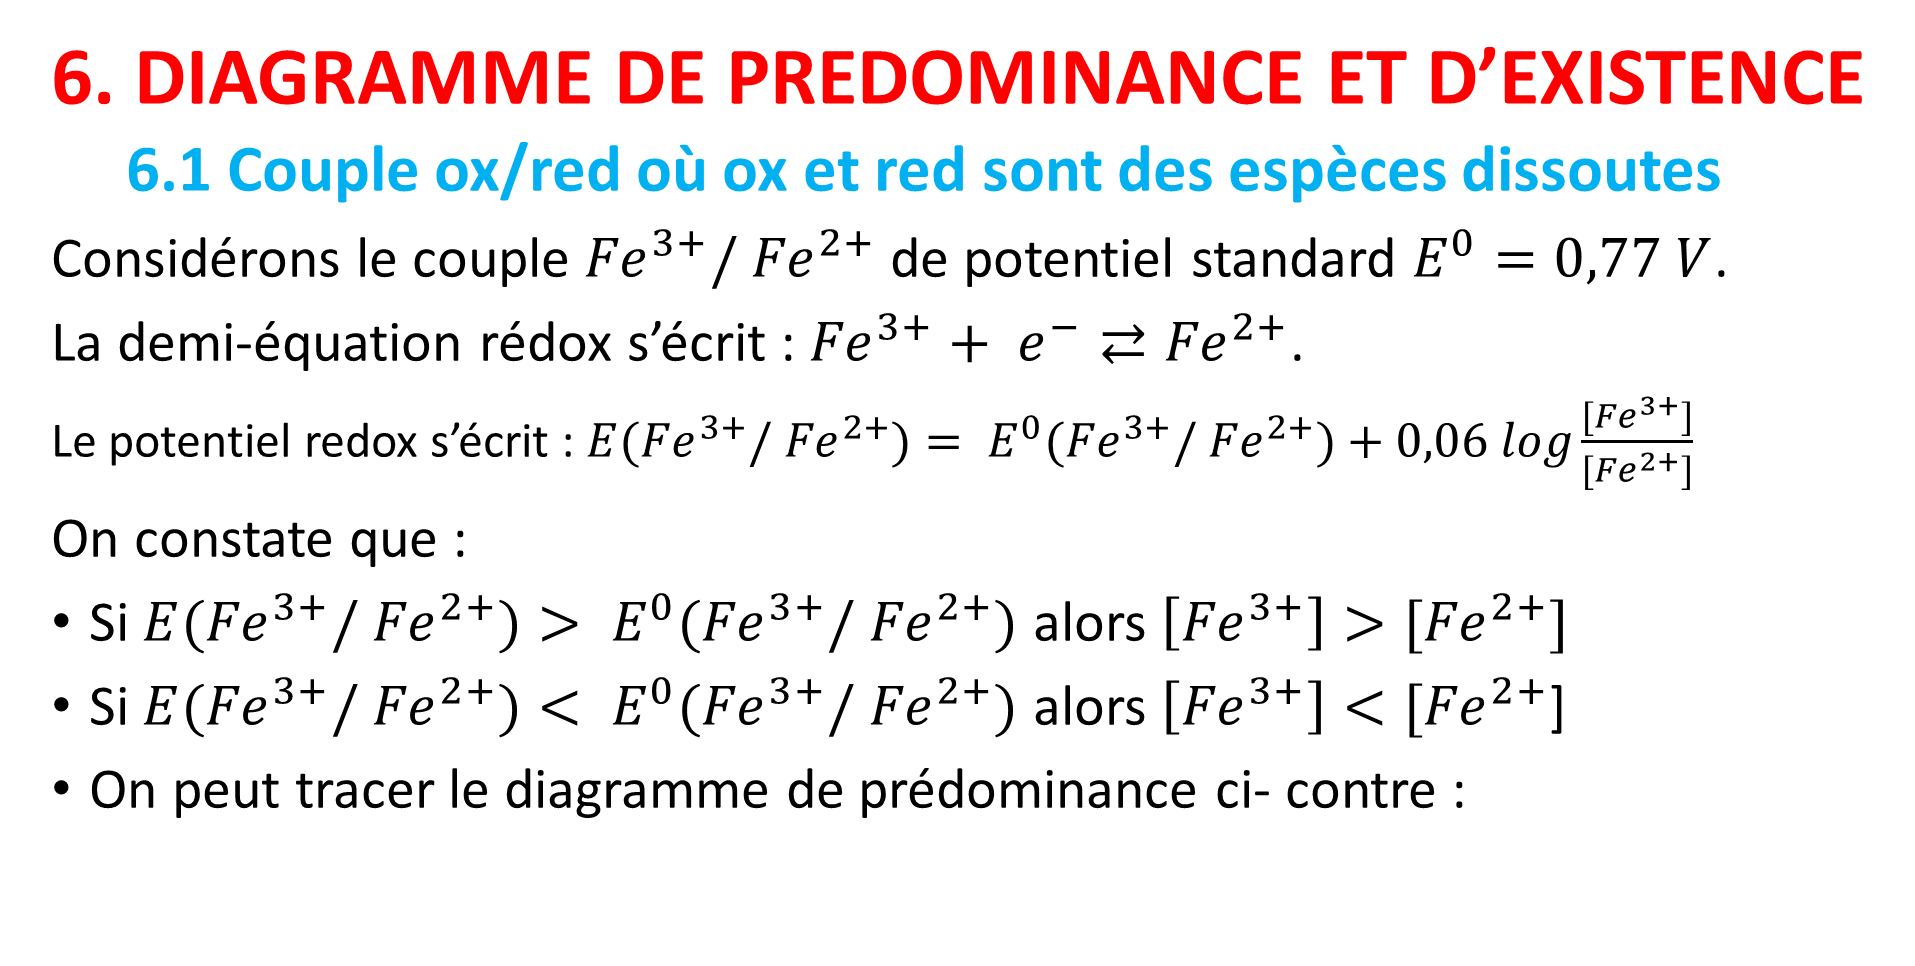 6. DIAGRAMME DE PREDOMINANCE ET D’EXISTENCE
6.1 Couple ox/red où ox et red sont des espèces dissoutes
Considérons le couple Fe³⁺/ Fe²⁺ de potentiel standard E⁰ = 0,77 V.
La demi-équation rédox s’écrit : Fe³⁺ + e⁻ ⇄ Fe²⁺.
Le potentiel redox s’écrit : E(Fe³⁺/ Fe²⁺) = E⁰(Fe³⁺/ Fe²⁺) + 0,06 log [Fe³⁺]/[Fe²⁺]
On constate que :
• Si E(Fe³⁺/ Fe²⁺) > E⁰(Fe³⁺/ Fe²⁺) alors [Fe³⁺] > [Fe²⁺]
• Si E(Fe³⁺/ Fe²⁺) < E⁰(Fe³⁺/ Fe²⁺) alors [Fe³⁺] < [Fe²⁺]
• On peut tracer le diagramme de prédominance ci- contre :